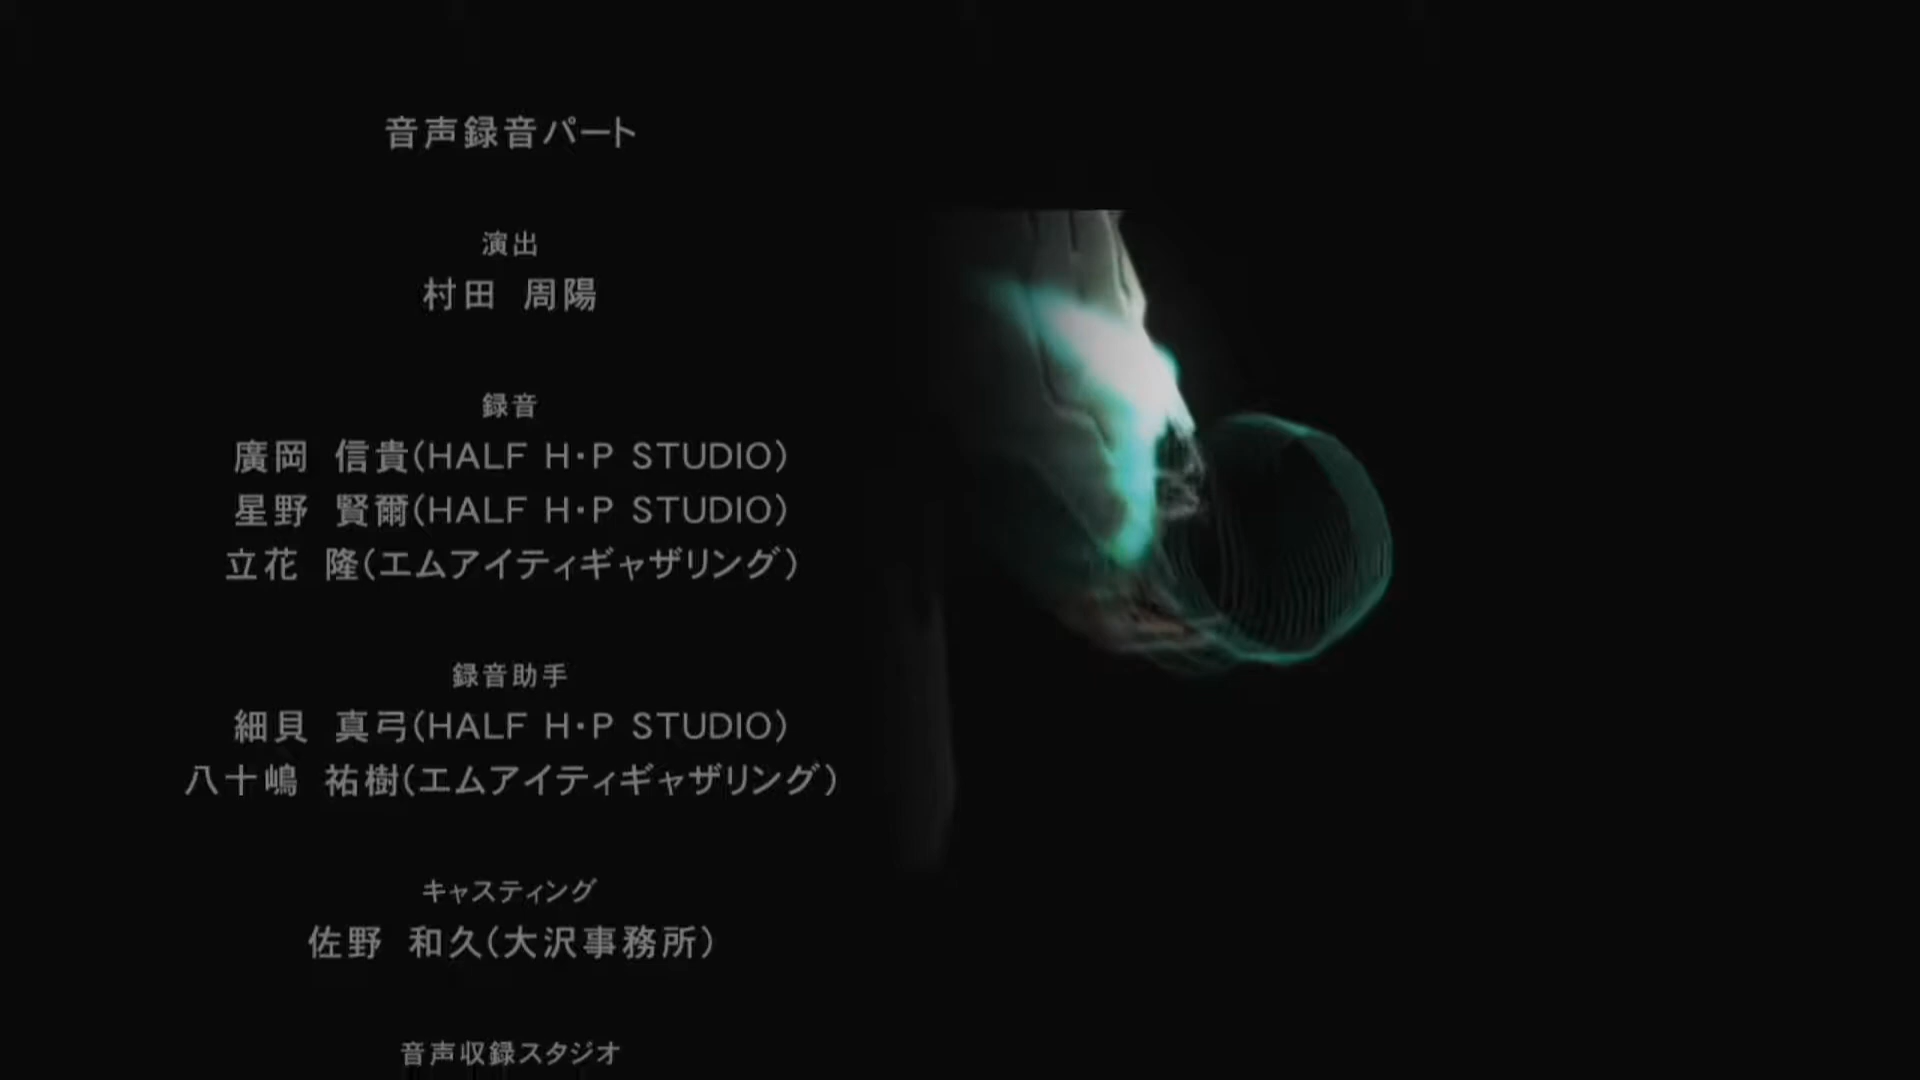 音声録音パート
演出
村田 周陽
録音
廣岡 信貴(HALF H・P STUDIO)
星野 賢爾(HALF H・P STUDIO)
立花 隆(エムアイティギャザリング)
録音助手
細貝 真弓(HALF H・P STUDIO)
八十嶋 祐樹(エムアイティギャザリング)
キャスティング
佐野 和久(大沢事務所)
音声収録スタジオ